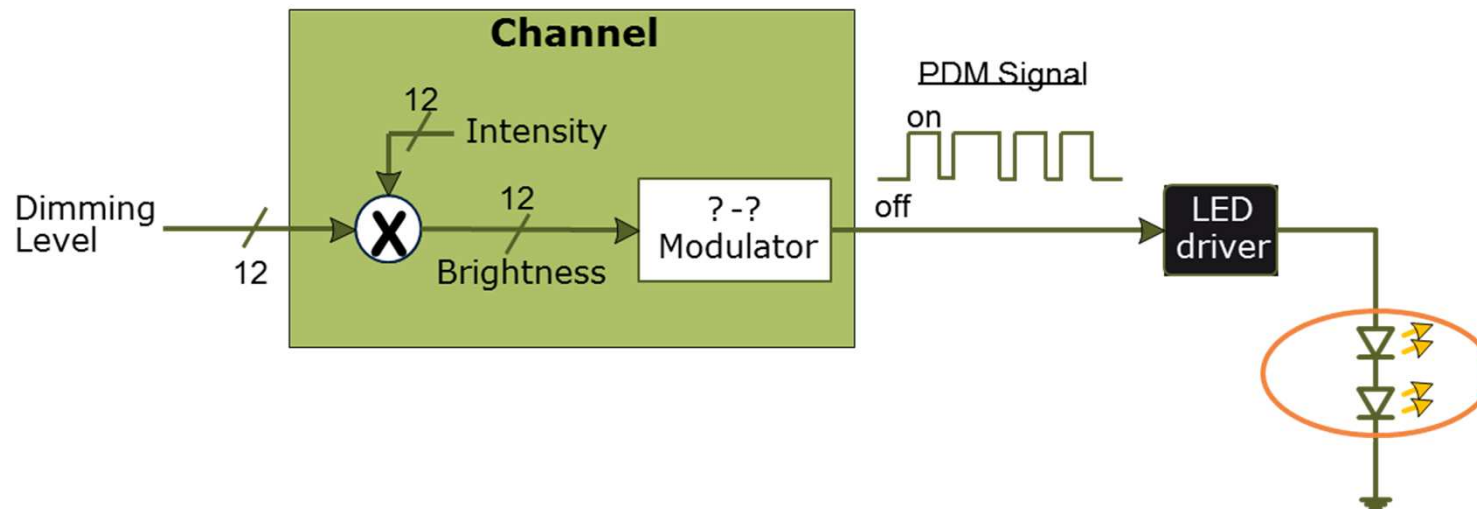 Channel
PDM Signal
12
on
Intensity
Dimming
Level
12
X
12
Brightness
? -?
Modulator
off
LED
driver